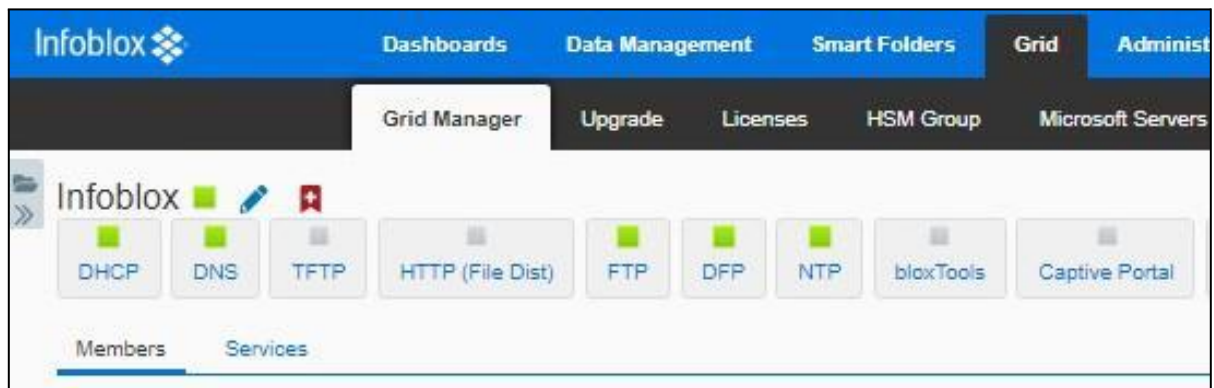 Infoblox Dashboards Data Management Smart Folders Grid Administ
Grid Manager Upgrade Licenses HSM Group Microsoft Servers
Infoblox
DHCP DNS TFTP HTTP (File Dist) FTP DFP NTP bloxTools Captive Portal
Members Services